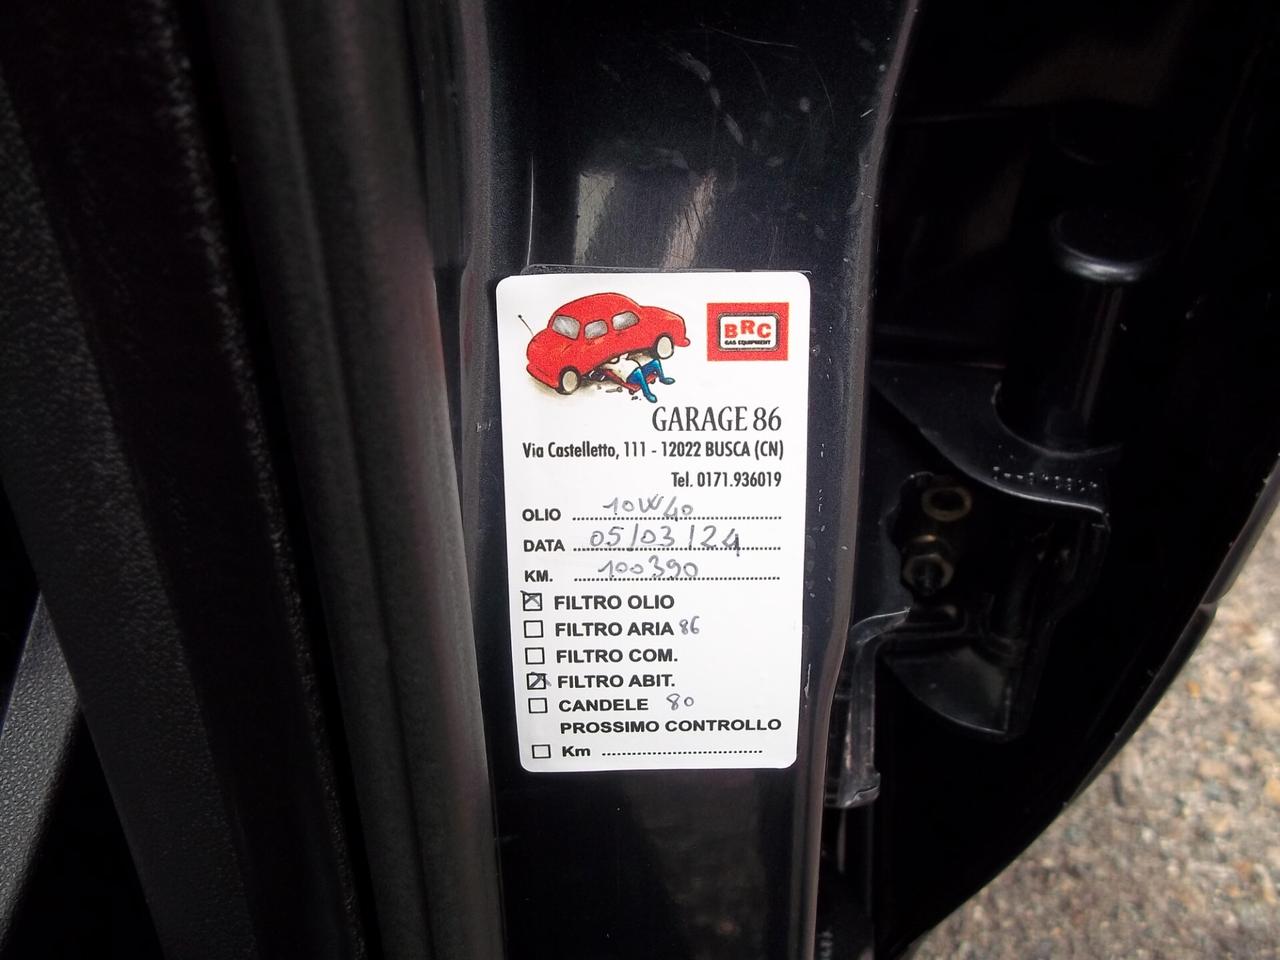 BRC
GAS EQUIPMENT
GARAGE 86
Via Castelletto, 111 - 12022 BUSCA (CN)
Tel. 0171.936019
OLIO 10W40
DATA 05/03/24
KM. 100390
FILTRO OLIO
FILTRO ARIA 86
FILTRO COM.
FILTRO ABIT.
CANDELE 80
PROSSIMO CONTROLLO
Km